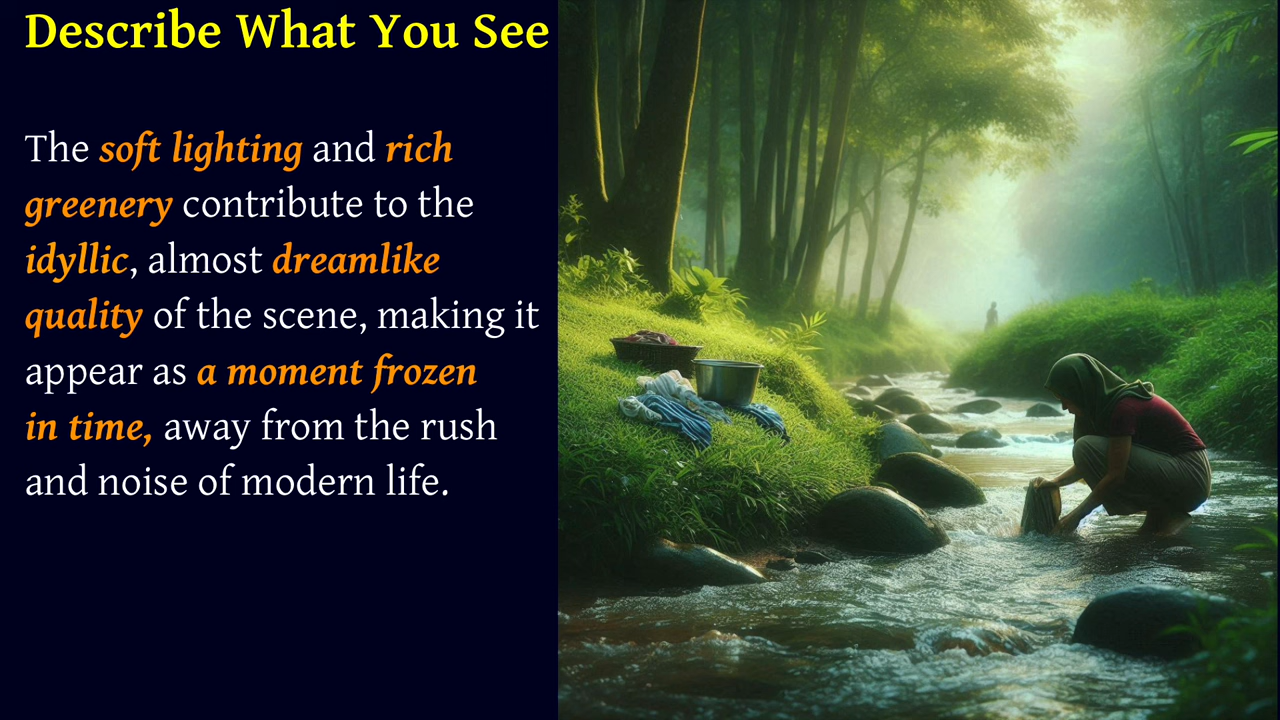 Describe What You See
The soft lighting and rich
greenery contribute to the
idyllic, almost dreamlike
quality of the scene, making it
appear as a moment frozen
in time, away from the rush
and noise of modern life.